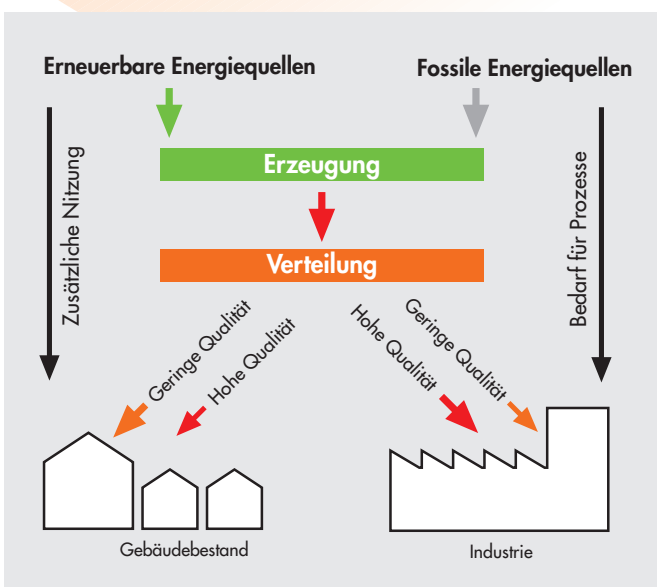 Erneuerbare Energiequellen
Fossile Energiequellen
Erzeugung
Verteilung
Zusätzliche Nitzung
Bedarf für Prozesse
Geringe Qualität
Hohe Qualität
Hohe Qualität
Geringe Qualität
Gebäudebestand
Industrie